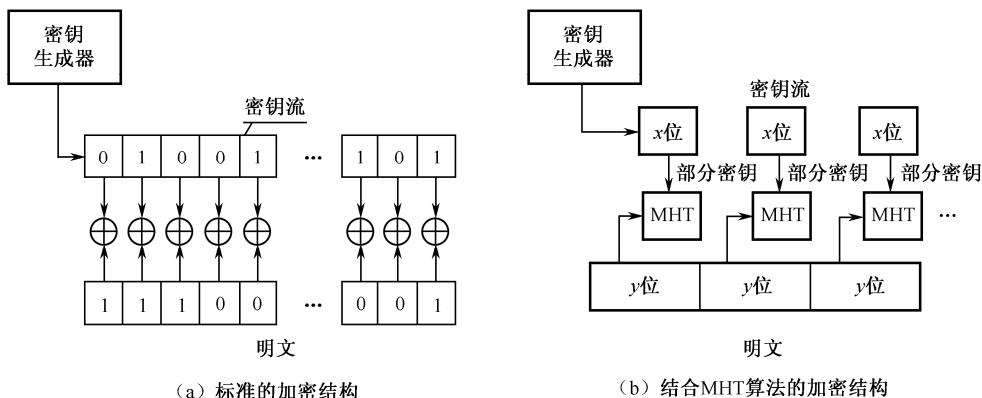 密钥
生成器
密钥流
0 1 0 0 1 ··· 1 0 1
1 1 1 0 0 ··· 0 0 1
明文
（a）标准的加密结构
密钥
生成器
密钥流
x位 x位 x位
部分密钥 部分密钥 部分密钥
MHT MHT MHT ···
y位 y位 y位
明文
（b）结合MHT算法的加密结构